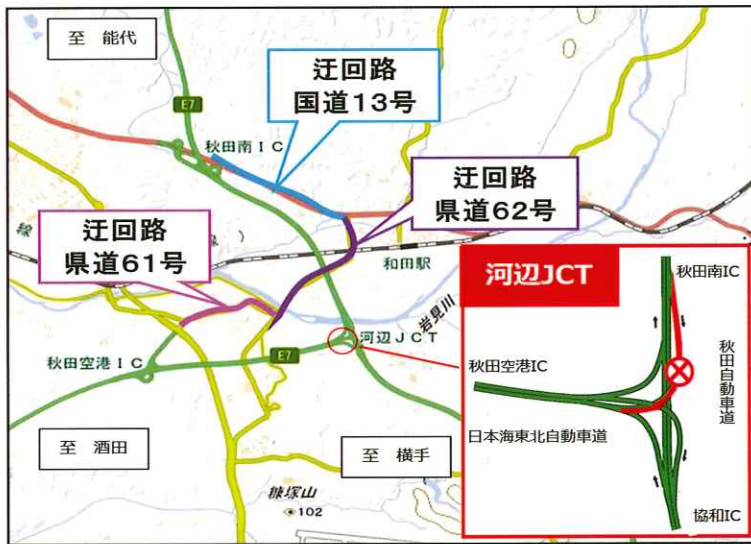 至 能代
迂回路
国道13号
E7
秋田南IC
迂回路
県道62号
迂回路
県道61号
線
線)
和田駅
岩見川
河辺JCT
E7
秋田空港IC
至 酒田
至 横手
糠塚山
102
河辺JCT
秋田南IC
秋田自動車道
秋田空港IC
日本海東北自動車道
協和IC